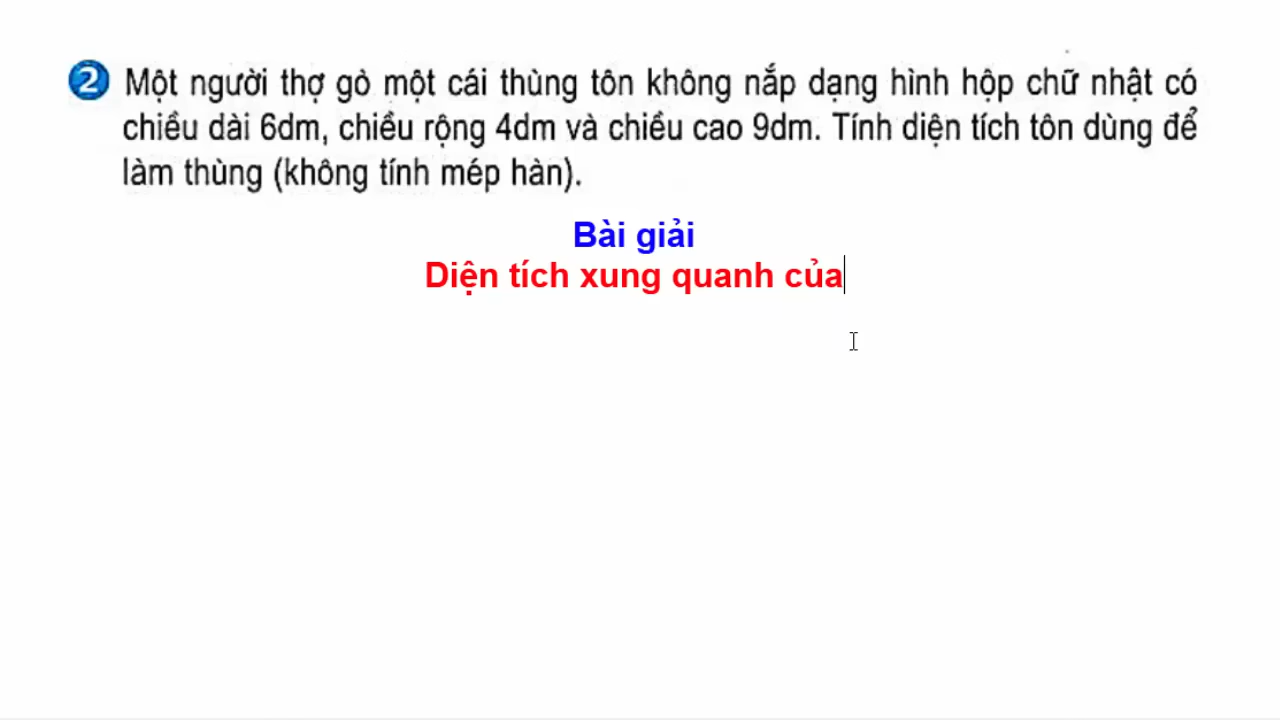 2 Một người thợ gò một cái thùng tôn không nắp dạng hình hộp chữ nhật có
chiều dài 6dm, chiều rộng 4dm và chiều cao 9dm. Tính diện tích tôn dùng để
làm thùng (không tính mép hàn).
Bài giải
Diện tích xung quanh của